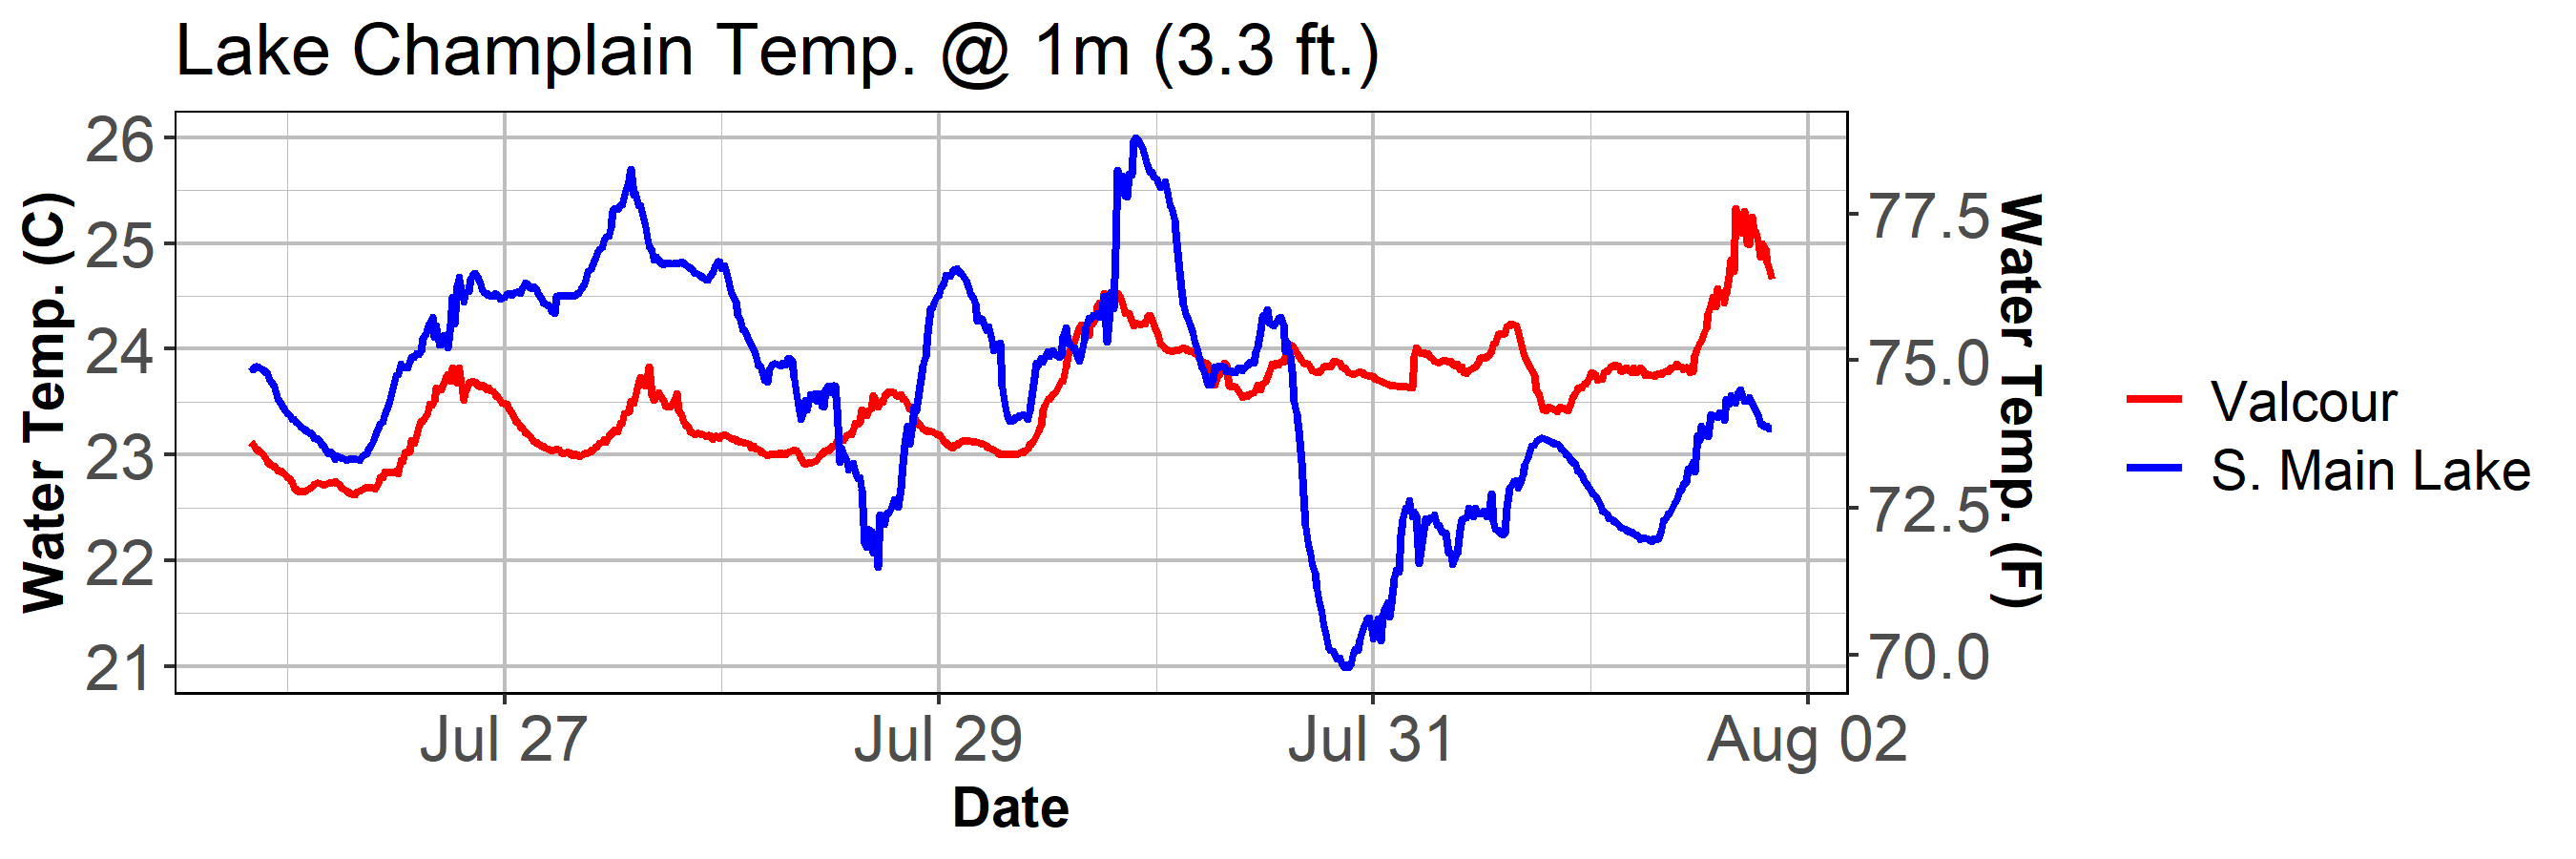 Lake Champlain Temp. @ 1m (3.3 ft.)
Water Temp. (C)
26
25
24
23
22
21
77.5
75.0
72.5
70.0
Water Temp. (F)
Jul 27
Jul 29
Jul 31
Aug 02
Date
Valcour
S. Main Lake